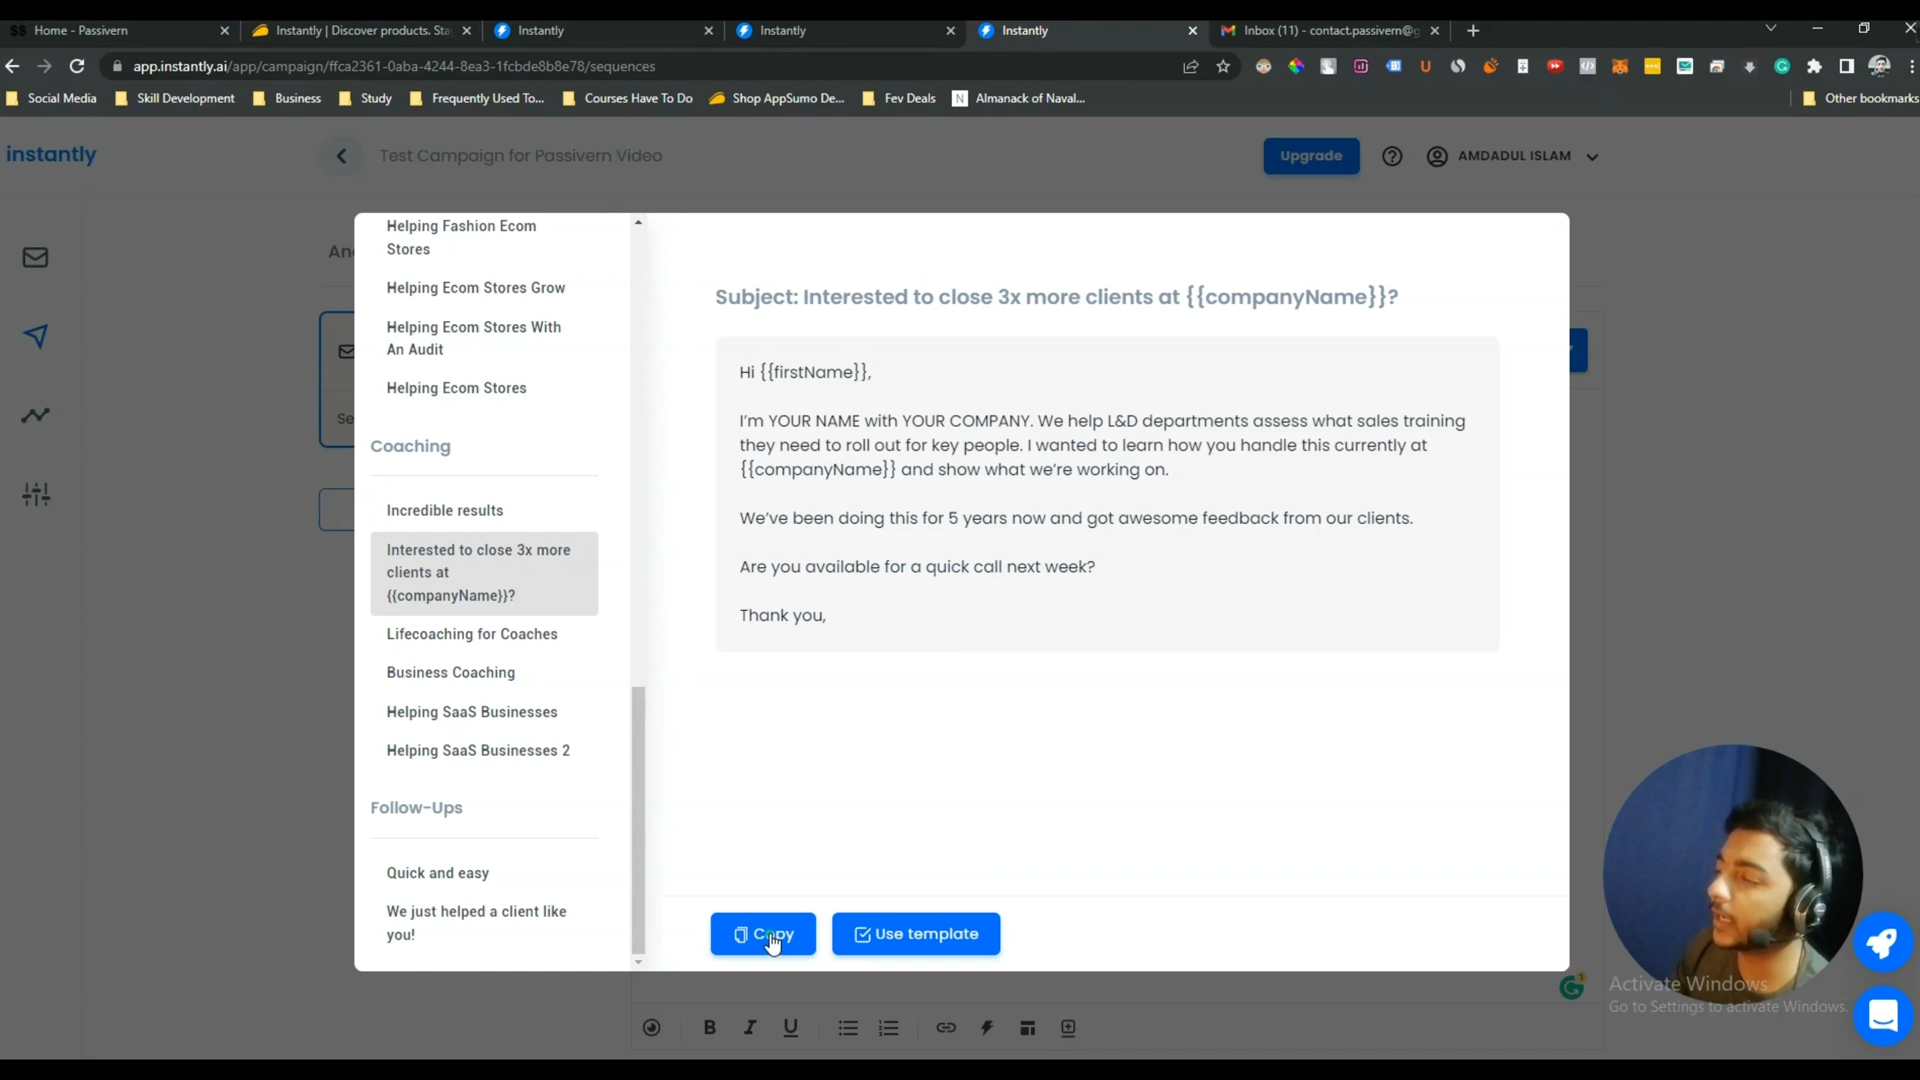 Home - Passivern
Instantly | Discover products. Sta
Instantly
Instantly
Instantly
Inbox (11) - contact.passivern@g
app.instantly.ai/app/campaign/ffca2361-0aba-4244-8ea3-1fcbde8b8e78/sequences
Social Media
Skill Development
Business
Study
Frequently Used To...
Courses Have To Do
Shop AppSumo De...
Fev Deals
Almanack of Naval...
Other bookmarks
instantly
Test Campaign for Passivern Video
Upgrade
AMDADUL ISLAM
Helping Fashion Ecom
Stores
Helping Ecom Stores Grow
Helping Ecom Stores With
An Audit
Helping Ecom Stores
Coaching
Incredible results
Interested to close 3x more
clients at
{{companyName}}?
Lifecoaching for Coaches
Business Coaching
Helping SaaS Businesses
Helping SaaS Businesses 2
Follow-Ups
Quick and easy
We just helped a client like
you!
Subject: Interested to close 3x more clients at {{companyName}}?
Hi {{firstName}},
I'm YOUR NAME with YOUR COMPANY. We help L&D departments assess what sales training
they need to roll out for key people. I wanted to learn how you handle this currently at
{{companyName}} and show what we're working on.
We've been doing this for 5 years now and got awesome feedback from our clients.
Are you available for a quick call next week?
Thank you,
Copy
Use template
Activate Windows
Go to Settings to activate Windows.